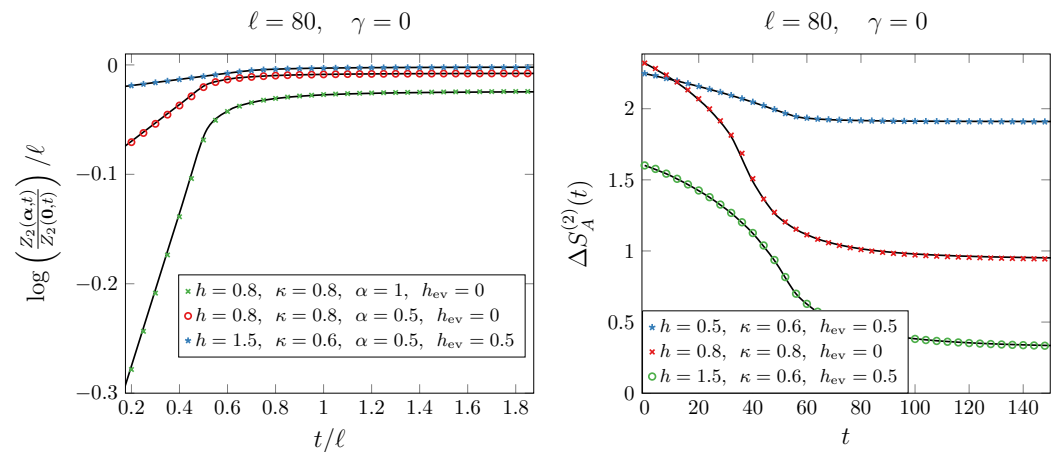 ℓ = 80, γ = 0
log (Z₂(α,t)/Z₂(0,t)) /ℓ
0
−0.1
−0.2
−0.3
h = 0.8, κ = 0.8, α = 1, h_ev = 0
h = 0.8, κ = 0.8, α = 0.5, h_ev = 0
h = 1.5, κ = 0.6, α = 0.5, h_ev = 0.5
0.2 0.4 0.6 0.8 1 1.2 1.4 1.6 1.8
t/ℓ
ℓ = 80, γ = 0
ΔS_A^(2)(t)
2
1.5
1
0.5
0
h = 0.5, κ = 0.6, h_ev = 0.5
h = 0.8, κ = 0.8, h_ev = 0
h = 1.5, κ = 0.6, h_ev = 0.5
0 20 40 60 80 100 120 140
t